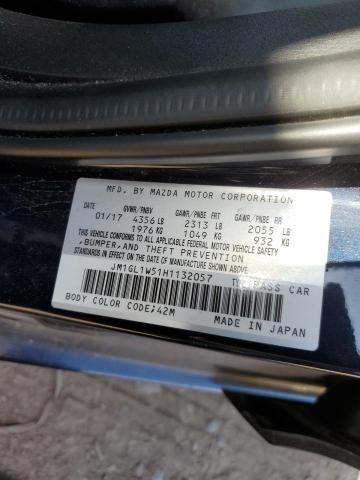 MFD. BY MAZDA MOTOR CORPORATION
GVWR/PNBV GAWR/PNBE FRT GAWR/PNBE RR
01/17 4356 LB 2313 LB 2055 LB
1976 KG 1049 KG 932 KG
THIS VEHICLE CONFORMS TO ALL APPLICABLE FEDERAL MOTOR VEHICLE SAFETY
,BUMPER,AND THEFT PREVENTION
STANDARDS IN EFFECT ON THE DATE OF MANUFACTURE SHOWN ABOVE.
JM1GL1W51H1132057 PASS CAR
BODY COLOR CODE;42M MADE IN JAPAN